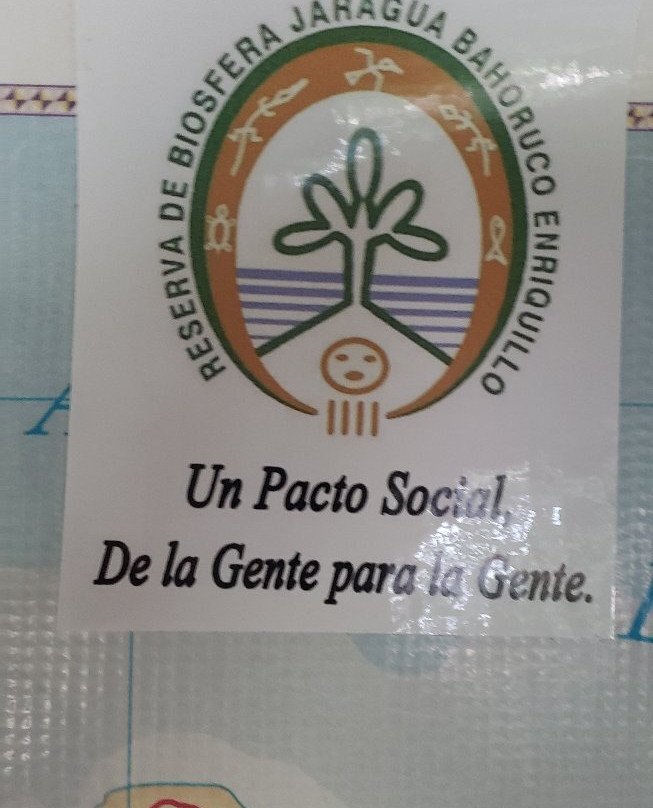 RESERVA DE BIOSFERA JARAGUA BAHORUCO ENRIQUILLO
Un Pacto Social,
De la Gente para la Gente.